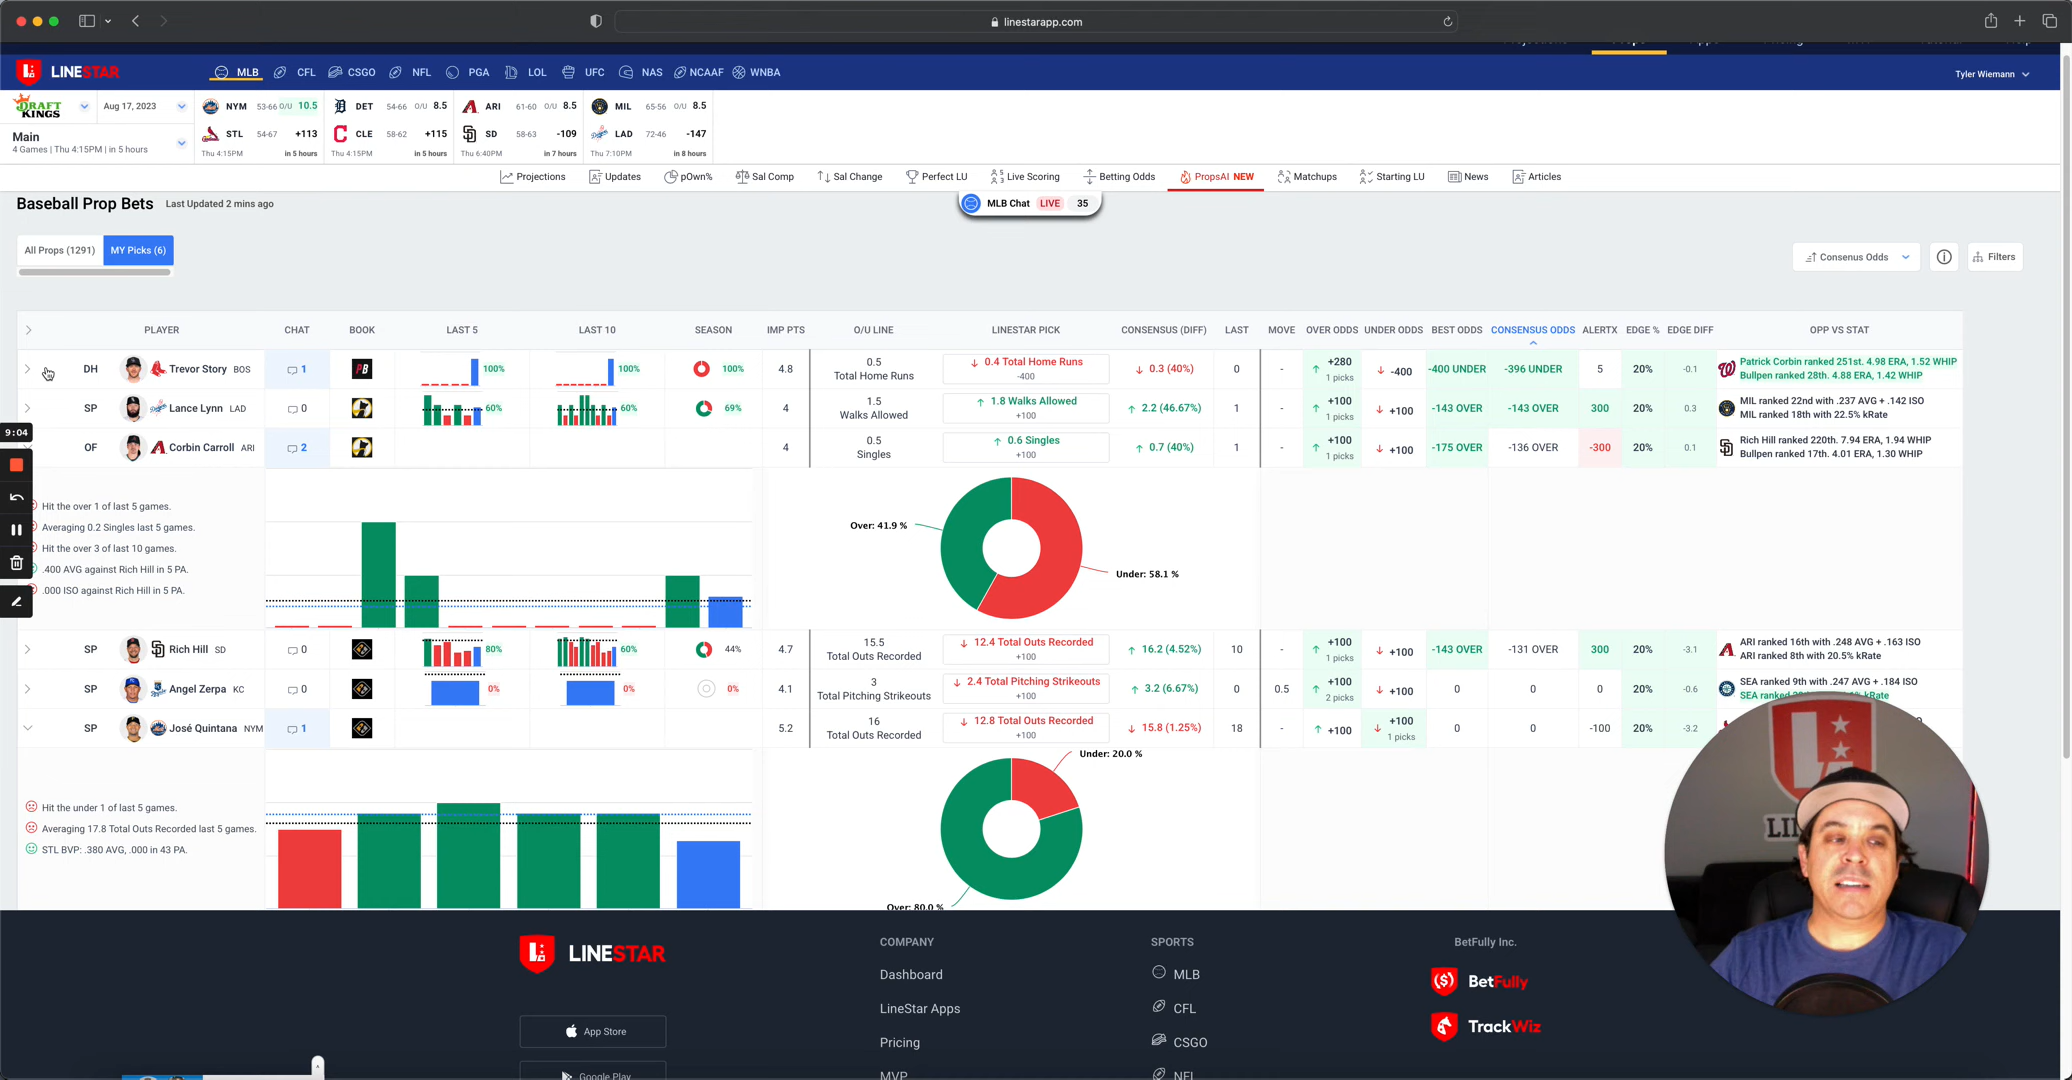 linestarapp.com
LINESTAR MLB CFL CSGO NFL PGA LOL UFC NAS NCAAF WNBA Tyler Wiemann
DRAFT KINGS Aug 17, 2023
Main
4 Games | Thu 4:15PM | in 5 hours
NYM 53-66 O/U 10.5
STL 54-67 +113
Thu 4:15PM in 5 hours
DET 54-66 O/U 8.5
CLE 58-62 +115
Thu 4:15PM in 5 hours
ARI 61-60 O/U 8.5
SD 58-63 -109
Thu 6:40PM in 7 hours
MIL 65-56 O/U 8.5
LAD 72-46 -147
Thu 7:10PM in 8 hours
Projections Updates pOwn% Sal Comp Sal Change Perfect LU Live Scoring Betting Odds PropsAI NEW Matchups Starting LU News Articles
Baseball Prop Bets Last Updated 2 mins ago
MLB Chat LIVE 35
All Props (1291) MY Picks (6)
Consenus Odds Filters
PLAYER CHAT BOOK LAST 5 LAST 10 SEASON IMP PTS O/U LINE LINESTAR PICK CONSENSUS (DIFF) LAST MOVE OVER ODDS UNDER ODDS BEST ODDS CONSENSUS ODDS ALERTX EDGE % EDGE DIFF OPP VS STAT
DH Trevor Story BOS 1 PB 100% 100% 100% 4.8 0.5 Total Home Runs 0.4 Total Home Runs -400 0.3 (40%) 0 - +280 1 picks -400 -400 UNDER -396 UNDER 5 20% -0.1 Patrick Corbin ranked 251st. 4.98 ERA, 1.52 WHIP
Bullpen ranked 28th. 4.88 ERA, 1.42 WHIP
SP Lance Lynn LAD 0 60% 60% 69% 4 1.5 Walks Allowed 1.8 Walks Allowed +100 2.2 (46.67%) 1 - +100 1 picks +100 -143 OVER -143 OVER 300 20% 0.3 MIL ranked 22nd with .237 AVG + .142 ISO
MIL ranked 18th with 22.5% kRate
9:04
OF Corbin Carroll ARI 2 4 0.5 Singles 0.6 Singles +100 0.7 (40%) 1 - +100 1 picks +100 -175 OVER -136 OVER -300 20% 0.1 Rich Hill ranked 220th. 7.94 ERA, 1.94 WHIP
Bullpen ranked 17th. 4.01 ERA, 1.30 WHIP
Hit the over 1 of last 5 games.
Averaging 0.2 Singles last 5 games.
Hit the over 3 of last 10 games.
.400 AVG against Rich Hill in 5 PA.
.000 ISO against Rich Hill in 5 PA.
Over: 41.9 %
Under: 58.1 %
SP Rich Hill SD 0 80% 60% 44% 4.7 15.5 Total Outs Recorded 12.4 Total Outs Recorded +100 16.2 (4.52%) 10 - +100 1 picks +100 -143 OVER -131 OVER 300 20% -3.1 ARI ranked 16th with .248 AVG + .163 ISO
ARI ranked 8th with 20.5% kRate
SP Angel Zerpa KC 0 0% 0% 0% 4.1 3 Total Pitching Strikeouts 2.4 Total Pitching Strikeouts +100 3.2 (6.67%) 0 0.5 +100 2 picks +100 0 0 0 20% -0.6 SEA ranked 9th with .247 AVG + .184 ISO
SEA ranked kRate
SP José Quintana NYM 1 5.2 16 Total Outs Recorded 12.8 Total Outs Recorded +100 15.8 (1.25%) 18 - +100 +100 1 picks 0 0 -100 20% -3.2
Under: 20.0 %
Hit the under 1 of last 5 games.
Averaging 17.8 Total Outs Recorded last 5 games.
STL BVP: .380 AVG, .000 in 43 PA.
Over: 80.0 %
LINESTAR
App Store
Google Play
COMPANY
Dashboard
LineStar Apps
Pricing
MVP
SPORTS
MLB
CFL
CSGO
NFL
BetFully Inc.
BetFully
TrackWiz